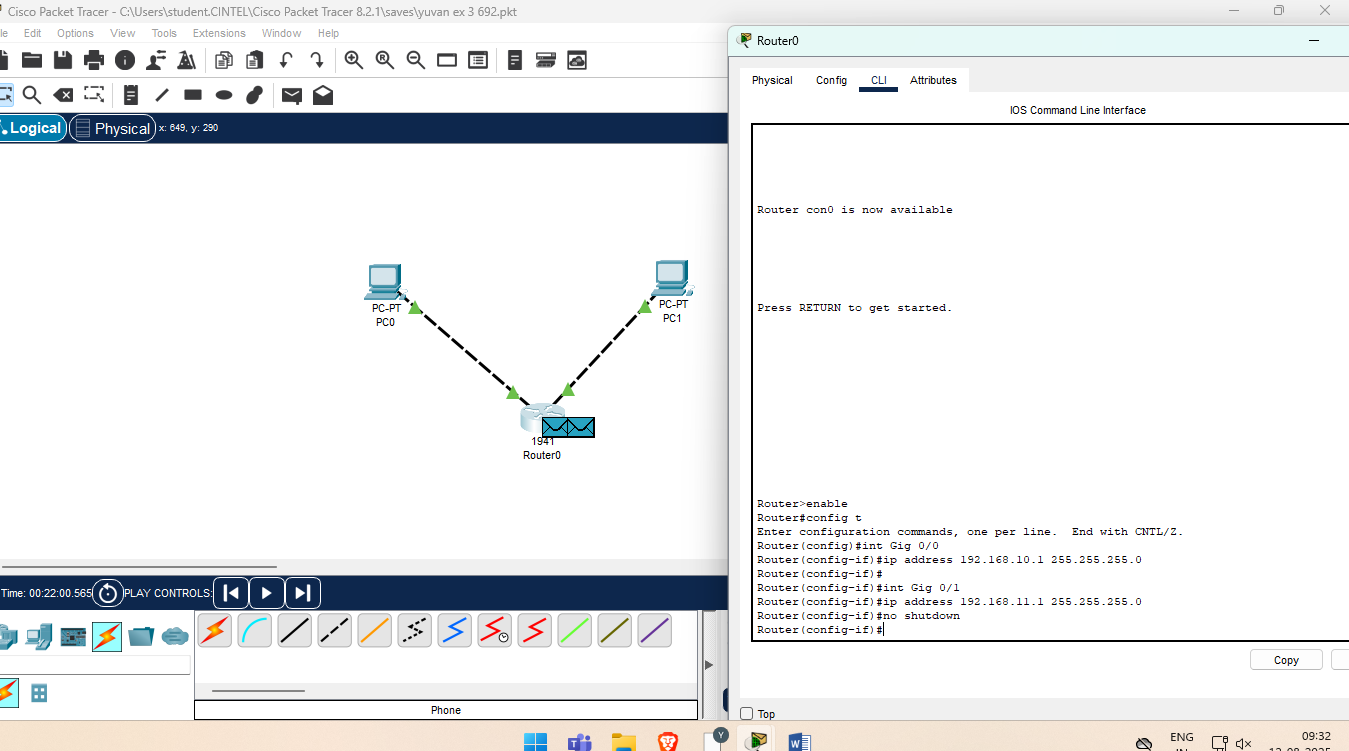 Cisco Packet Tracer - C:\Users\student.CINTEL\Cisco Packet Tracer 8.2.1\saves\yuvan ex 3 692.pkt
le Edit Options View Tools Extensions Window Help
Logical Physical x: 649, y: 290
PC-PT
PC0
PC-PT
PC1
1941
Router0
Time: 00:22:00.565 PLAY CONTROLS:
Phone
Router0
Physical Config CLI Attributes
IOS Command Line Interface
Router con0 is now available
Press RETURN to get started.
Router>enable
Router#config t
Enter configuration commands, one per line.  End with CNTL/Z.
Router(config)#int Gig 0/0
Router(config-if)#ip address 192.168.10.1 255.255.255.0
Router(config-if)#
Router(config-if)#int Gig 0/1
Router(config-if)#ip address 192.168.11.1 255.255.255.0
Router(config-if)#no shutdown
Router(config-if)#
Copy
Top
Y
ENG
09:32